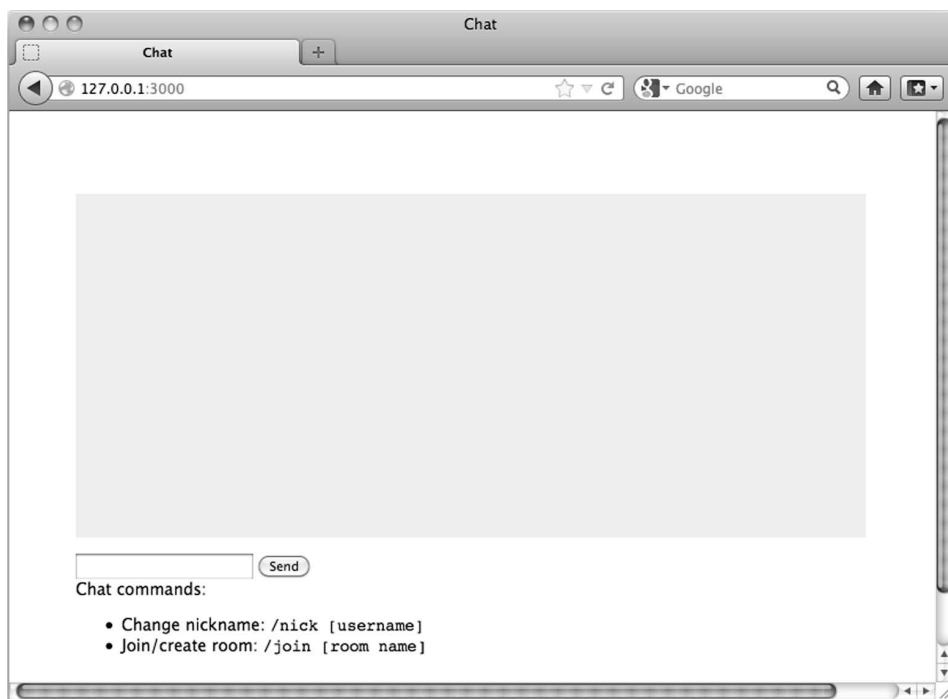 Chat
Chat
127.0.0.1:3000
Google
Send
Chat commands:
• Change nickname: /nick [username]
• Join/create room: /join [room name]